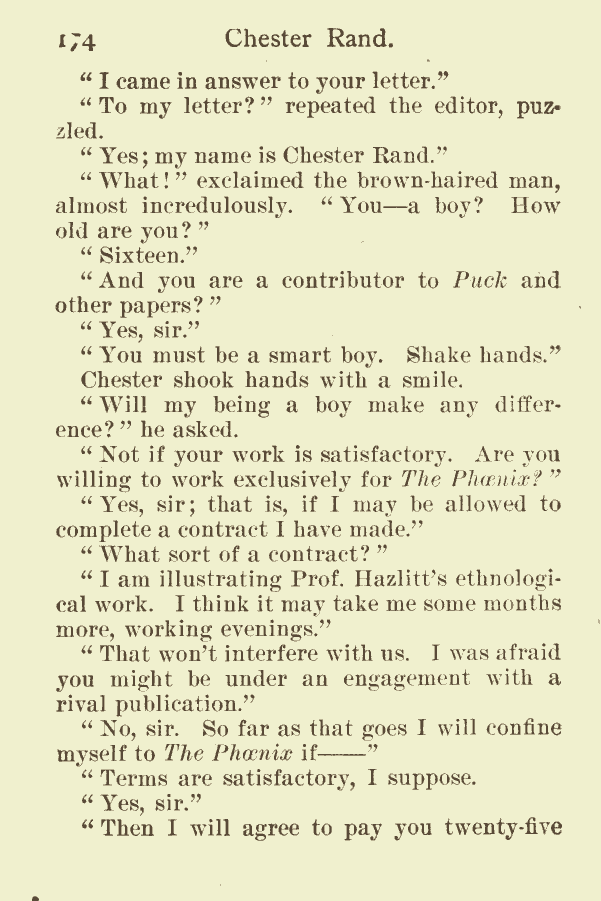 174 Chester Rand.
“ I came in answer to your letter.”
“ To my letter? ” repeated the editor, puz-
zled.
“ Yes; my name is Chester Rand.”
“ What! ” exclaimed the brown-haired man,
almost incredulously. “ You—a boy? How
old are you? ”
“ Sixteen.”
“ And you are a contributor to Puck and
other papers? ”
“ Yes, sir.”
“ You must be a smart boy. Shake hands.”
Chester shook hands with a smile.
“ Will my being a boy make any differ-
ence? ” he asked.
“ Not if your work is satisfactory. Are you
willing to work exclusively for The Phœnix? ”
“ Yes, sir; that is, if I may be allowed to
complete a contract I have made.”
“ What sort of a contract? ”
“ I am illustrating Prof. Hazlitt’s ethnologi-
cal work. I think it may take me some months
more, working evenings.”
“ That won’t interfere with us. I was afraid
you might be under an engagement with a
rival publication.”
“ No, sir. So far as that goes I will confine
myself to The Phœnix if——”
“ Terms are satisfactory, I suppose.
“ Yes, sir.”
“ Then I will agree to pay you twenty-five